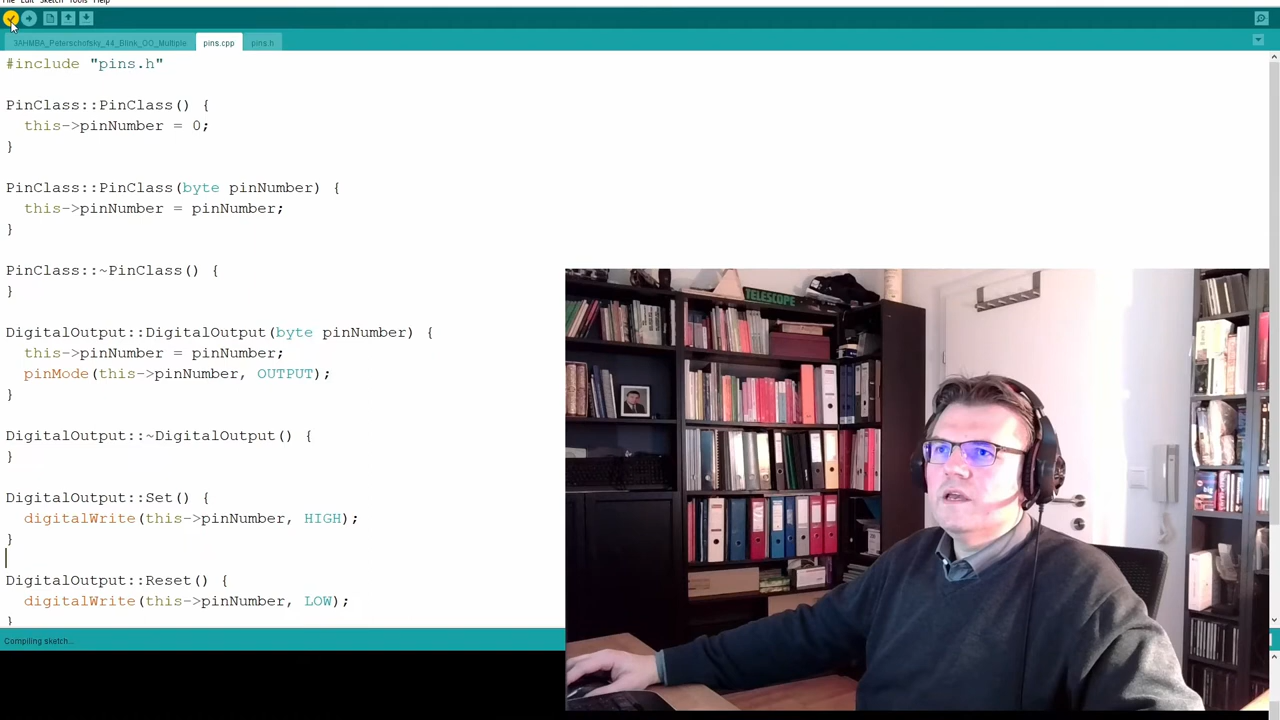 File Edit Sketch Tools Help
3AHMBA_Peterschofsky_44_Blink_OO_Multiple pins.cpp pins.h
#include "pins.h"
PinClass::PinClass() {
this->pinNumber = 0;
}
PinClass::PinClass(byte pinNumber) {
this->pinNumber = pinNumber;
}
PinClass::~PinClass() {
}
DigitalOutput::DigitalOutput(byte pinNumber) {
this->pinNumber = pinNumber;
pinMode(this->pinNumber, OUTPUT);
}
DigitalOutput::~DigitalOutput() {
}
DigitalOutput::Set() {
digitalWrite(this->pinNumber, HIGH);
}
DigitalOutput::Reset() {
digitalWrite(this->pinNumber, LOW);
}
Compiling sketch...
TELESCOPE